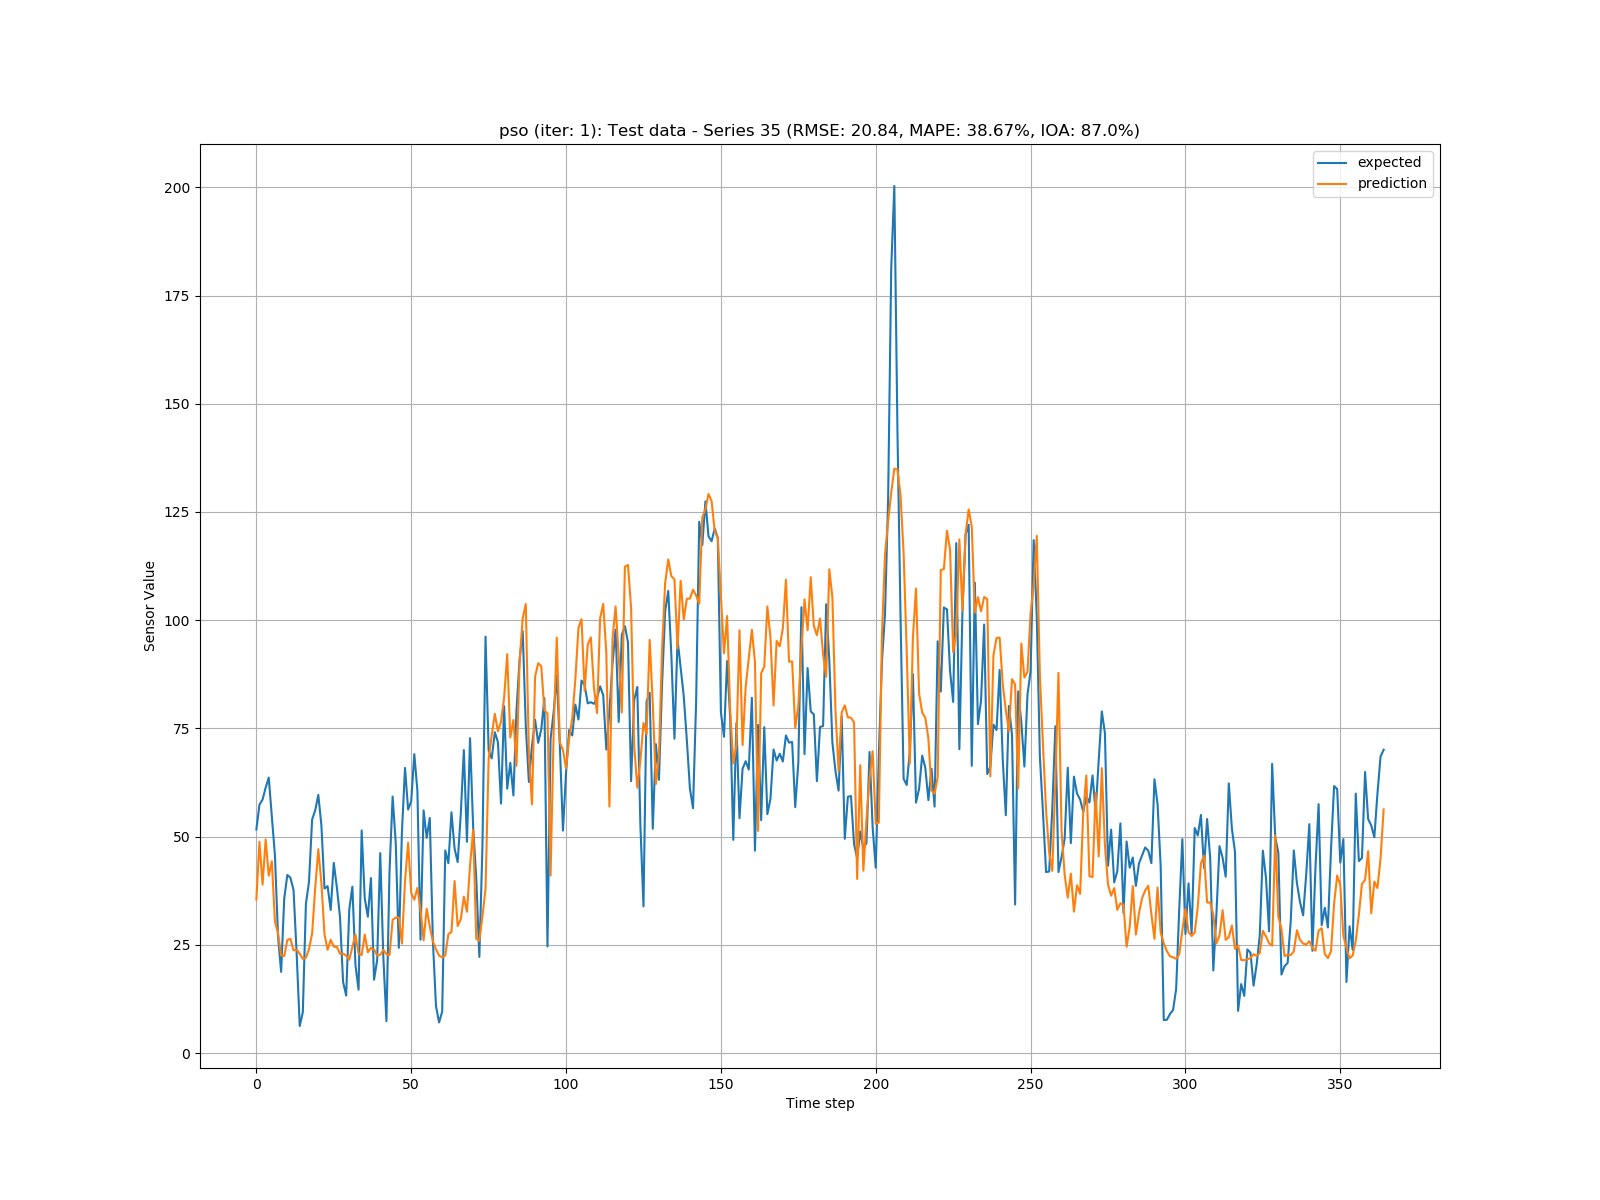 pso (iter: 1): Test data - Series 35 (RMSE: 20.84, MAPE: 38.67%, IOA: 87.0%)
expected
prediction
200
175
150
125
100
75
50
25
0
Sensor Value
0 50 100 150 200 250 300 350
Time step